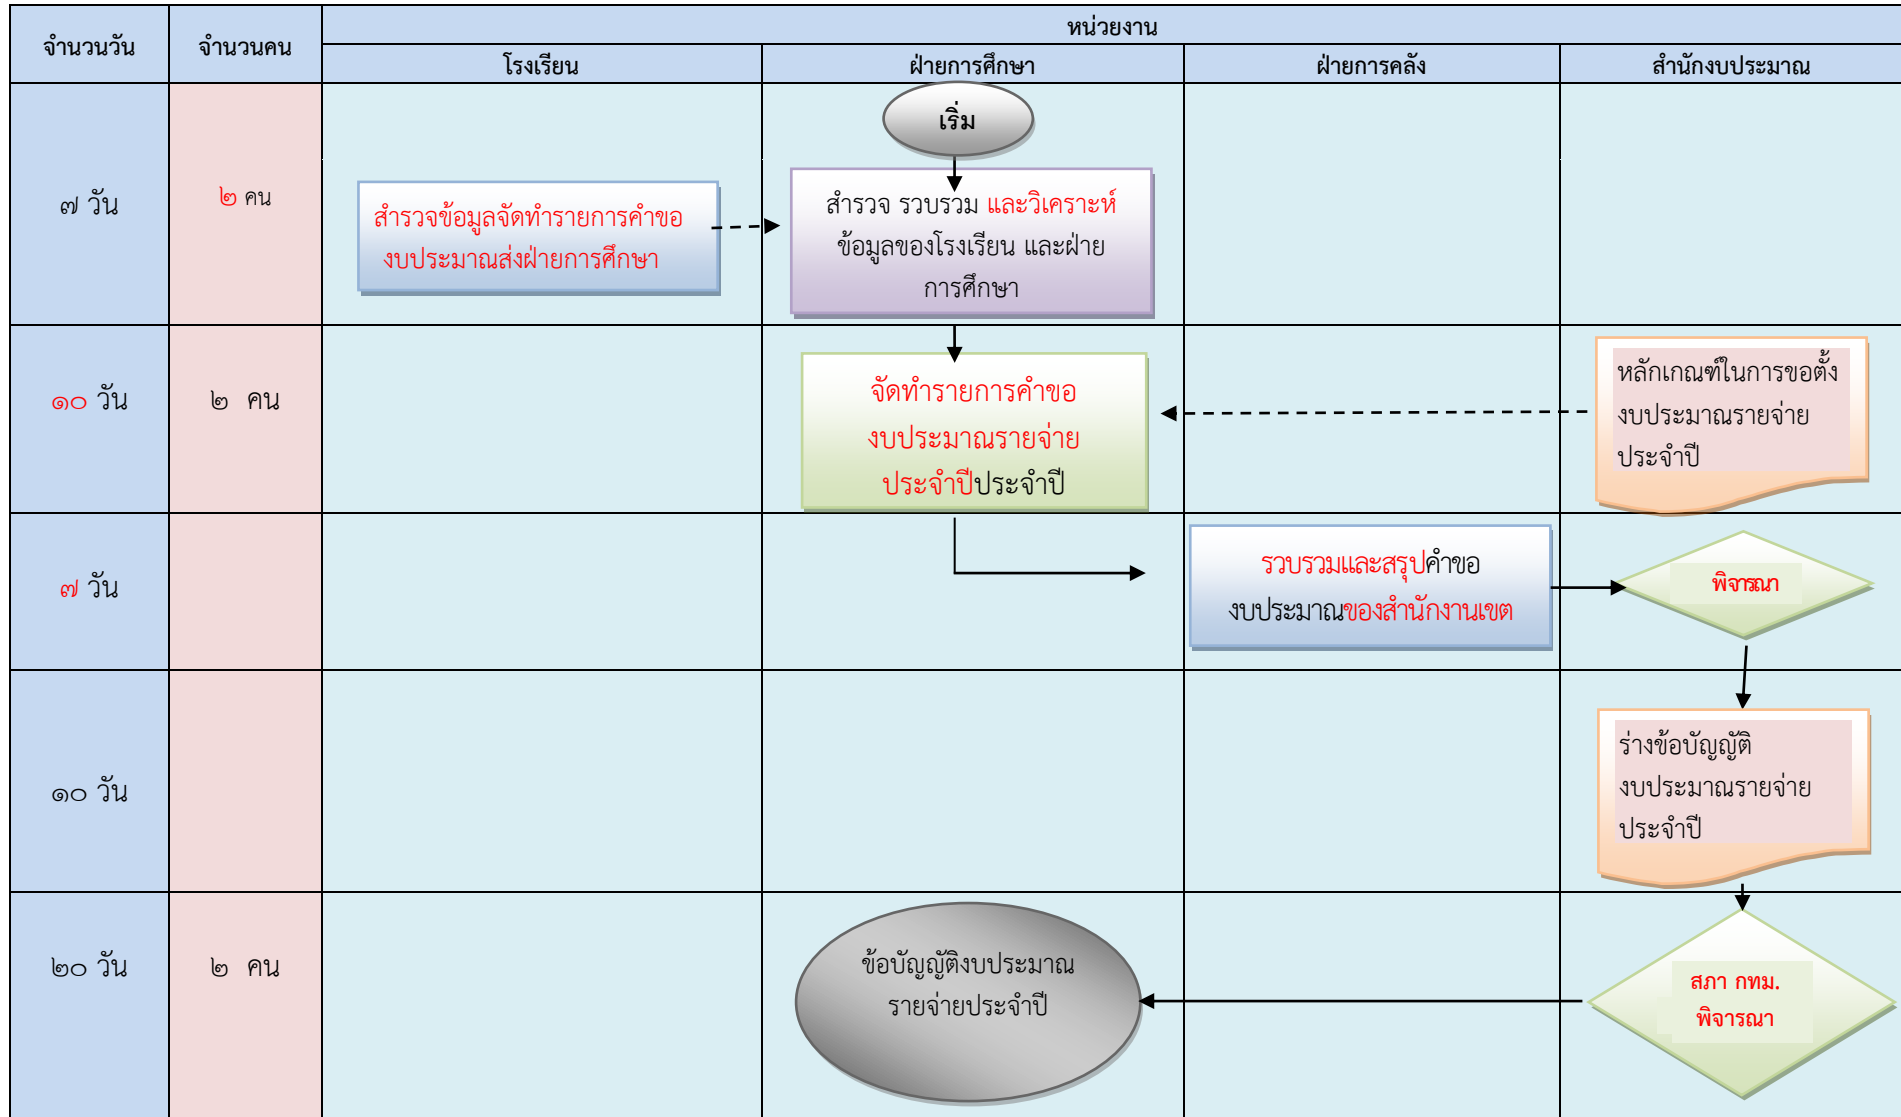 จำนวนวัน
จำนวนคน
หน่วยงาน
โรงเรียน
ฝ่ายการศึกษา
ฝ่ายการคลัง
สำนักงบประมาณ
เริ่ม
๗ วัน
๒ คน
สำรวจข้อมูลจัดทำรายการคำขอ
งบประมาณส่งฝ่ายการศึกษา
สำรวจ รวบรวม และวิเคราะห์
ข้อมูลของโรงเรียน และฝ่าย
การศึกษา
๑๐ วัน
๒ คน
จัดทำรายการคำขอ
งบประมาณรายจ่าย
ประจำปีประจำปี
หลักเกณฑ์ในการขอตั้ง
งบประมาณรายจ่าย
ประจำปี
๗ วัน
รวบรวมและสรุปคำขอ
งบประมาณของสำนักงานเขต
พิจารณา
๑๐ วัน
ร่างข้อบัญญัติ
งบประมาณรายจ่าย
ประจำปี
๒๐ วัน
๒ คน
ข้อบัญญัติงบประมาณ
รายจ่ายประจำปี
สภา กทม.
พิจารณา